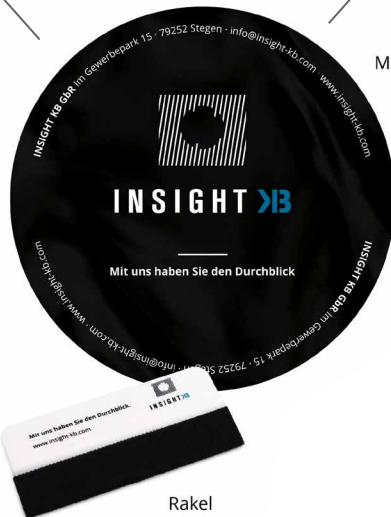 INSIGHT KB GbR Im Gewerbepark 15 · 79252 Stegen · info@insight-kb.com · www.insight-kb.com
M
INSIGHT KB
Mit uns haben Sie den Durchblick
INSIGHT KB GbR Im Gewerbepark 15 · 79252 Stegen · info@insight-kb.com · www.insight-kb.com
Mit uns haben Sie den Durchblick.
www.insight-kb.com
INSIGHT KB
Rakel